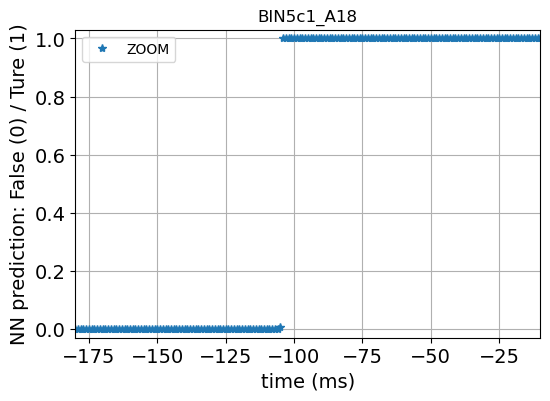 BIN5c1_A18
ZOOM
NN prediction: False (0) / Ture (1)
1.0
0.8
0.6
0.4
0.2
0.0
−175 −150 −125 −100 −75 −50 −25
time (ms)